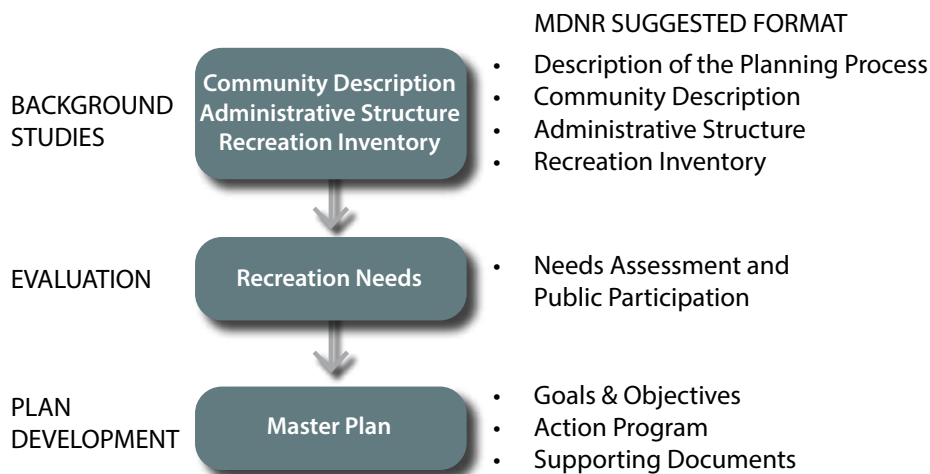 MDNR SUGGESTED FORMAT
BACKGROUND
STUDIES
Community Description
Administrative Structure
Recreation Inventory
• Description of the Planning Process
• Community Description
• Administrative Structure
• Recreation Inventory
EVALUATION
Recreation Needs
• Needs Assessment and
Public Participation
PLAN
DEVELOPMENT
Master Plan
• Goals & Objectives
• Action Program
• Supporting Documents